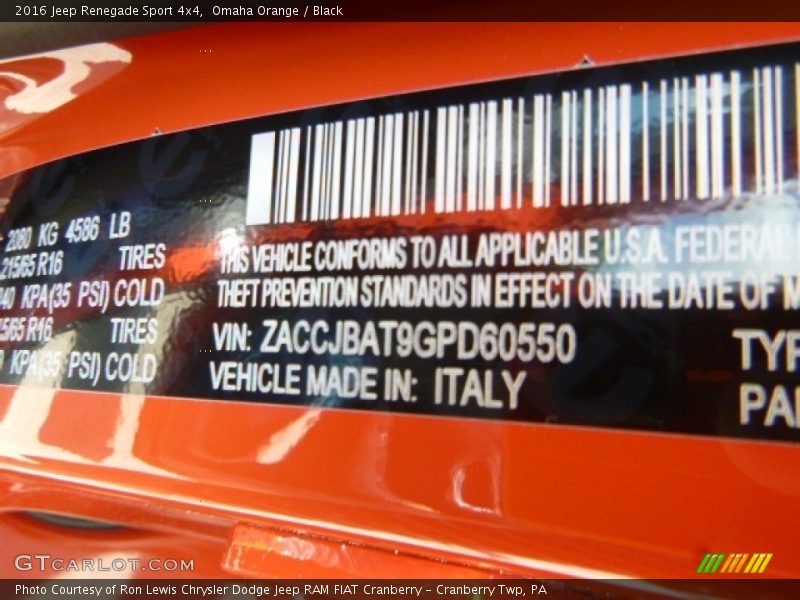 2016 Jeep Renegade Sport 4x4,  Omaha Orange / Black
2080 KG 4586 LB
215/65 R16 TIRES
240 KPA(35 PSI) COLD
R16 TIRES
KPA(35 PSI) COLD
THIS VEHICLE CONFORMS TO ALL APPLICABLE U.S.A. FEDERAL
THEFT PREVENTION STANDARDS IN EFFECT ON THE DATE OF M
VIN: ZACCJBAT9GPD60550
VEHICLE MADE IN: ITALY
TYP
PAI
GTCARLOT.COM
Photo Courtesy of Ron Lewis Chrysler Dodge Jeep RAM FIAT Cranberry – Cranberry Twp, PA